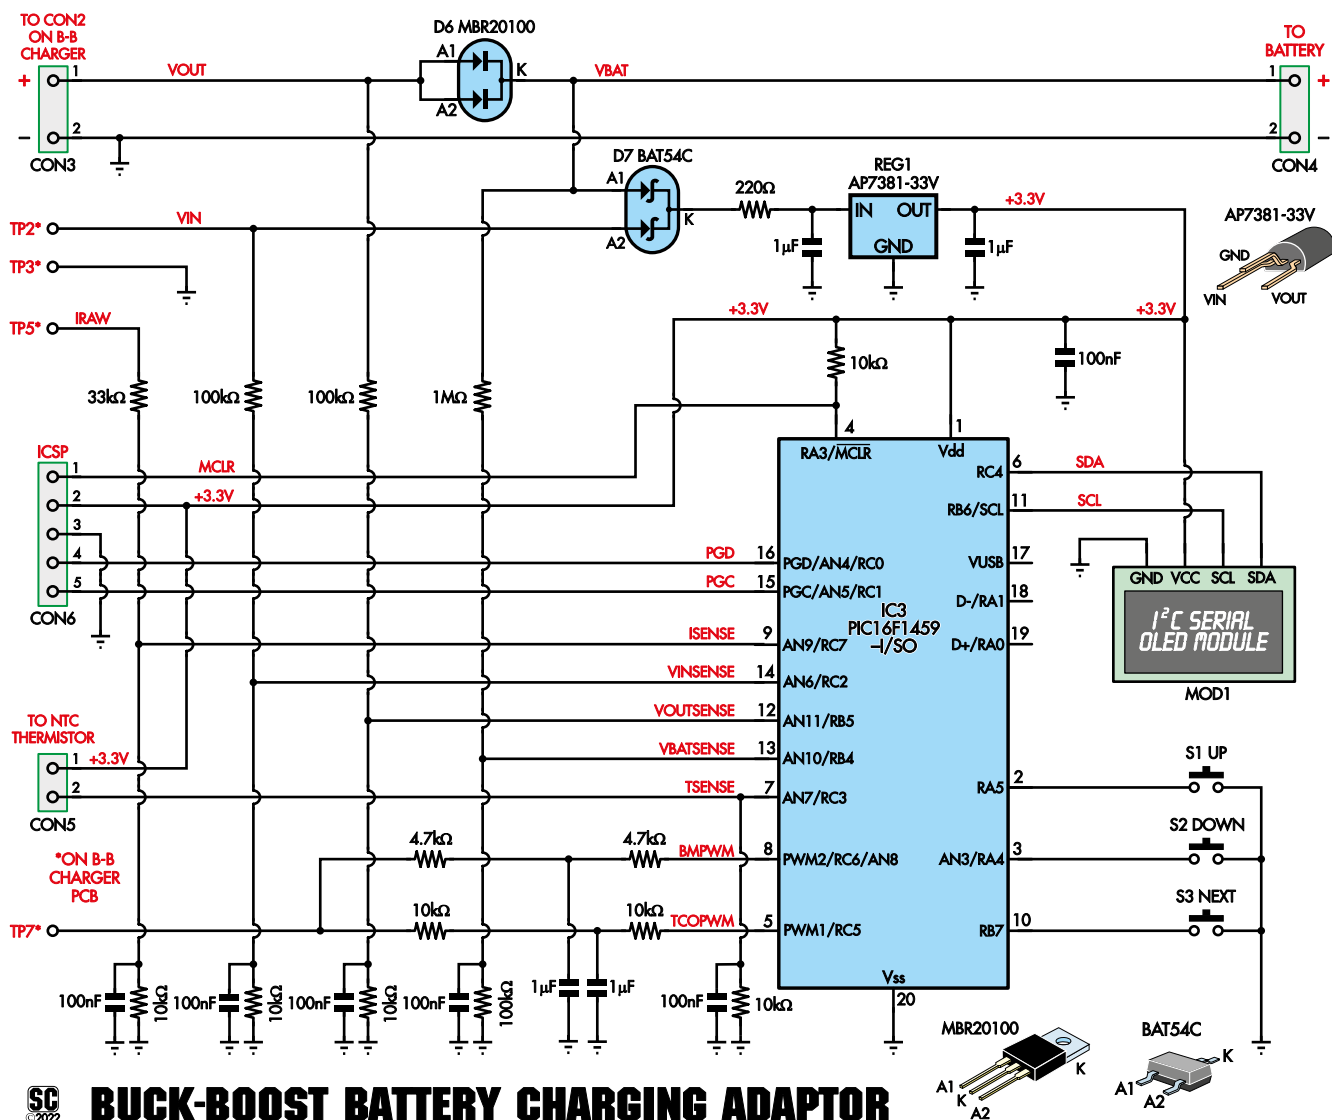 TO CON2
ON B-B
CHARGER
+
1
VOUT
2
–
CON3
D6 MBR20100
A1
A2
K
VBAT
TO
BATTERY
1
+
2
–
CON4
D7 BAT54C
A1
A2
K
220Ω
REG1
AP7381-33V
IN OUT
GND
1µF
1µF
+3.3V
AP7381-33V
GND
VIN
VOUT
TP2*
VIN
TP3*
TP5*
IRAW
+3.3V
+3.3V
33kΩ
100kΩ
100kΩ
1MΩ
10kΩ
100nF
ICSP
1
MCLR
2
+3.3V
3
4
5
CON6
4
RA3/MCLR
1
Vdd
RC4
6
SDA
RB6/SCL
11
SCL
PGD
16
PGD/AN4/RC0
VUSB
17
PGC
15
PGC/AN5/RC1
D-/RA1
18
IC3
PIC16F1459
–I/SO
ISENSE
9
AN9/RC7
D+/RA0
19
GND VCC SCL SDA
I²C SERIAL
OLED MODULE
MOD1
VINSENSE
14
AN6/RC2
VOUTSENSE
12
AN11/RB5
VBATSENSE
13
AN10/RB4
TO NTC
THERMISTOR
1
+3.3V
2
CON5
TSENSE
7
AN7/RC3
RA5
2
S1 UP
4.7kΩ
4.7kΩ
BMPWM
8
PWM2/RC6/AN8
AN3/RA4
3
S2 DOWN
*ON B-B
CHARGER
PCB
TP7*
10kΩ
10kΩ
TCOPWM
5
PWM1/RC5
RB7
10
S3 NEXT
Vss
20
100nF
10kΩ
100nF
10kΩ
100nF
10kΩ
100nF
100kΩ
1µF
1µF
100nF
10kΩ
MBR20100
A1
K
A2
K
BAT54C
A1
A2
K
SC
©2022
BUCK-BOOST BATTERY CHARGING ADAPTOR